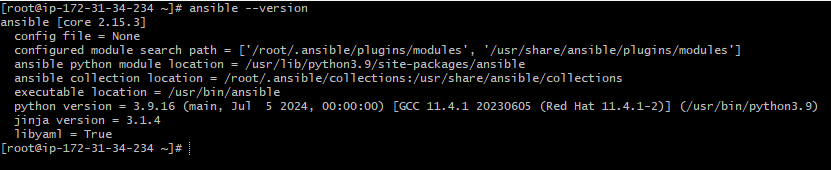 [root@ip-172-31-34-234 ~]# ansible --version
ansible [core 2.15.3]
  config file = None
  configured module search path = ['/root/.ansible/plugins/modules', '/usr/share/ansible/plugins/modules']
  ansible python module location = /usr/lib/python3.9/site-packages/ansible
  ansible collection location = /root/.ansible/collections:/usr/share/ansible/collections
  executable location = /usr/bin/ansible
  python version = 3.9.16 (main, Jul  5 2024, 00:00:00) [GCC 11.4.1 20230605 (Red Hat 11.4.1-2)] (/usr/bin/python3.9)
  jinja version = 3.1.4
  libyaml = True
[root@ip-172-31-34-234 ~]#